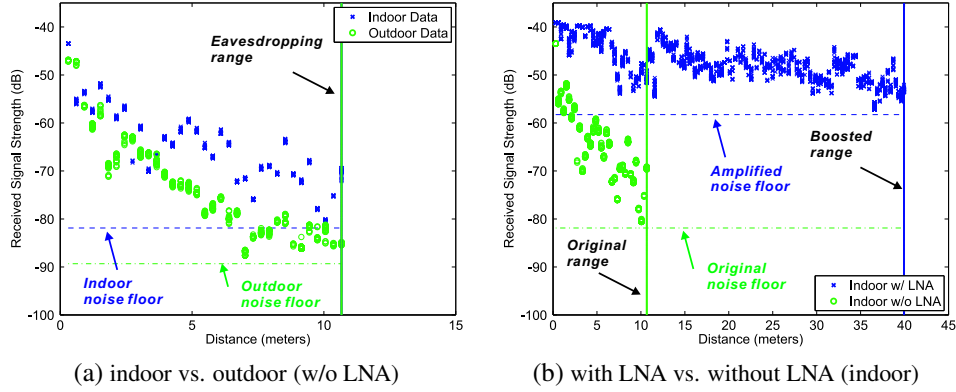 -35
-40
-50
-60
-70
-80
-90
-100
0
5
10
15
Received Signal Strength (dB)
Distance (meters)
Indoor Data
Outdoor Data
Eavesdropping
range
Indoor
noise floor
Outdoor
noise floor
(a) indoor vs. outdoor (w/o LNA)
-35
-40
-50
-60
-70
-80
-90
-100
0
5
10
15
20
25
30
35
40
45
Received Signal Strength (dB)
Distance (meters)
Boosted
range
Amplified
noise floor
Original
range
Original
noise floor
Indoor w/ LNA
Indoor w/o LNA
(b) with LNA vs. without LNA (indoor)